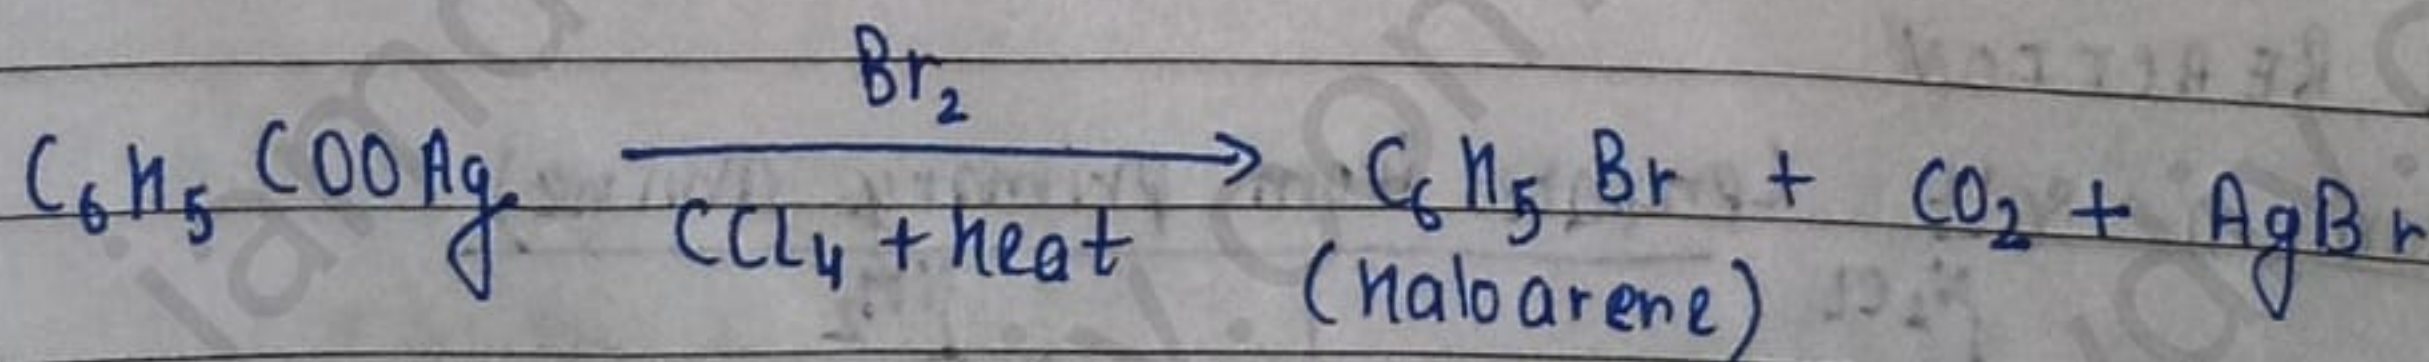 Br₂
C₆H₅COOAg ⟶ C₆H₅Br + CO₂ + AgBr
CCl₄ + heat
(haloarene)